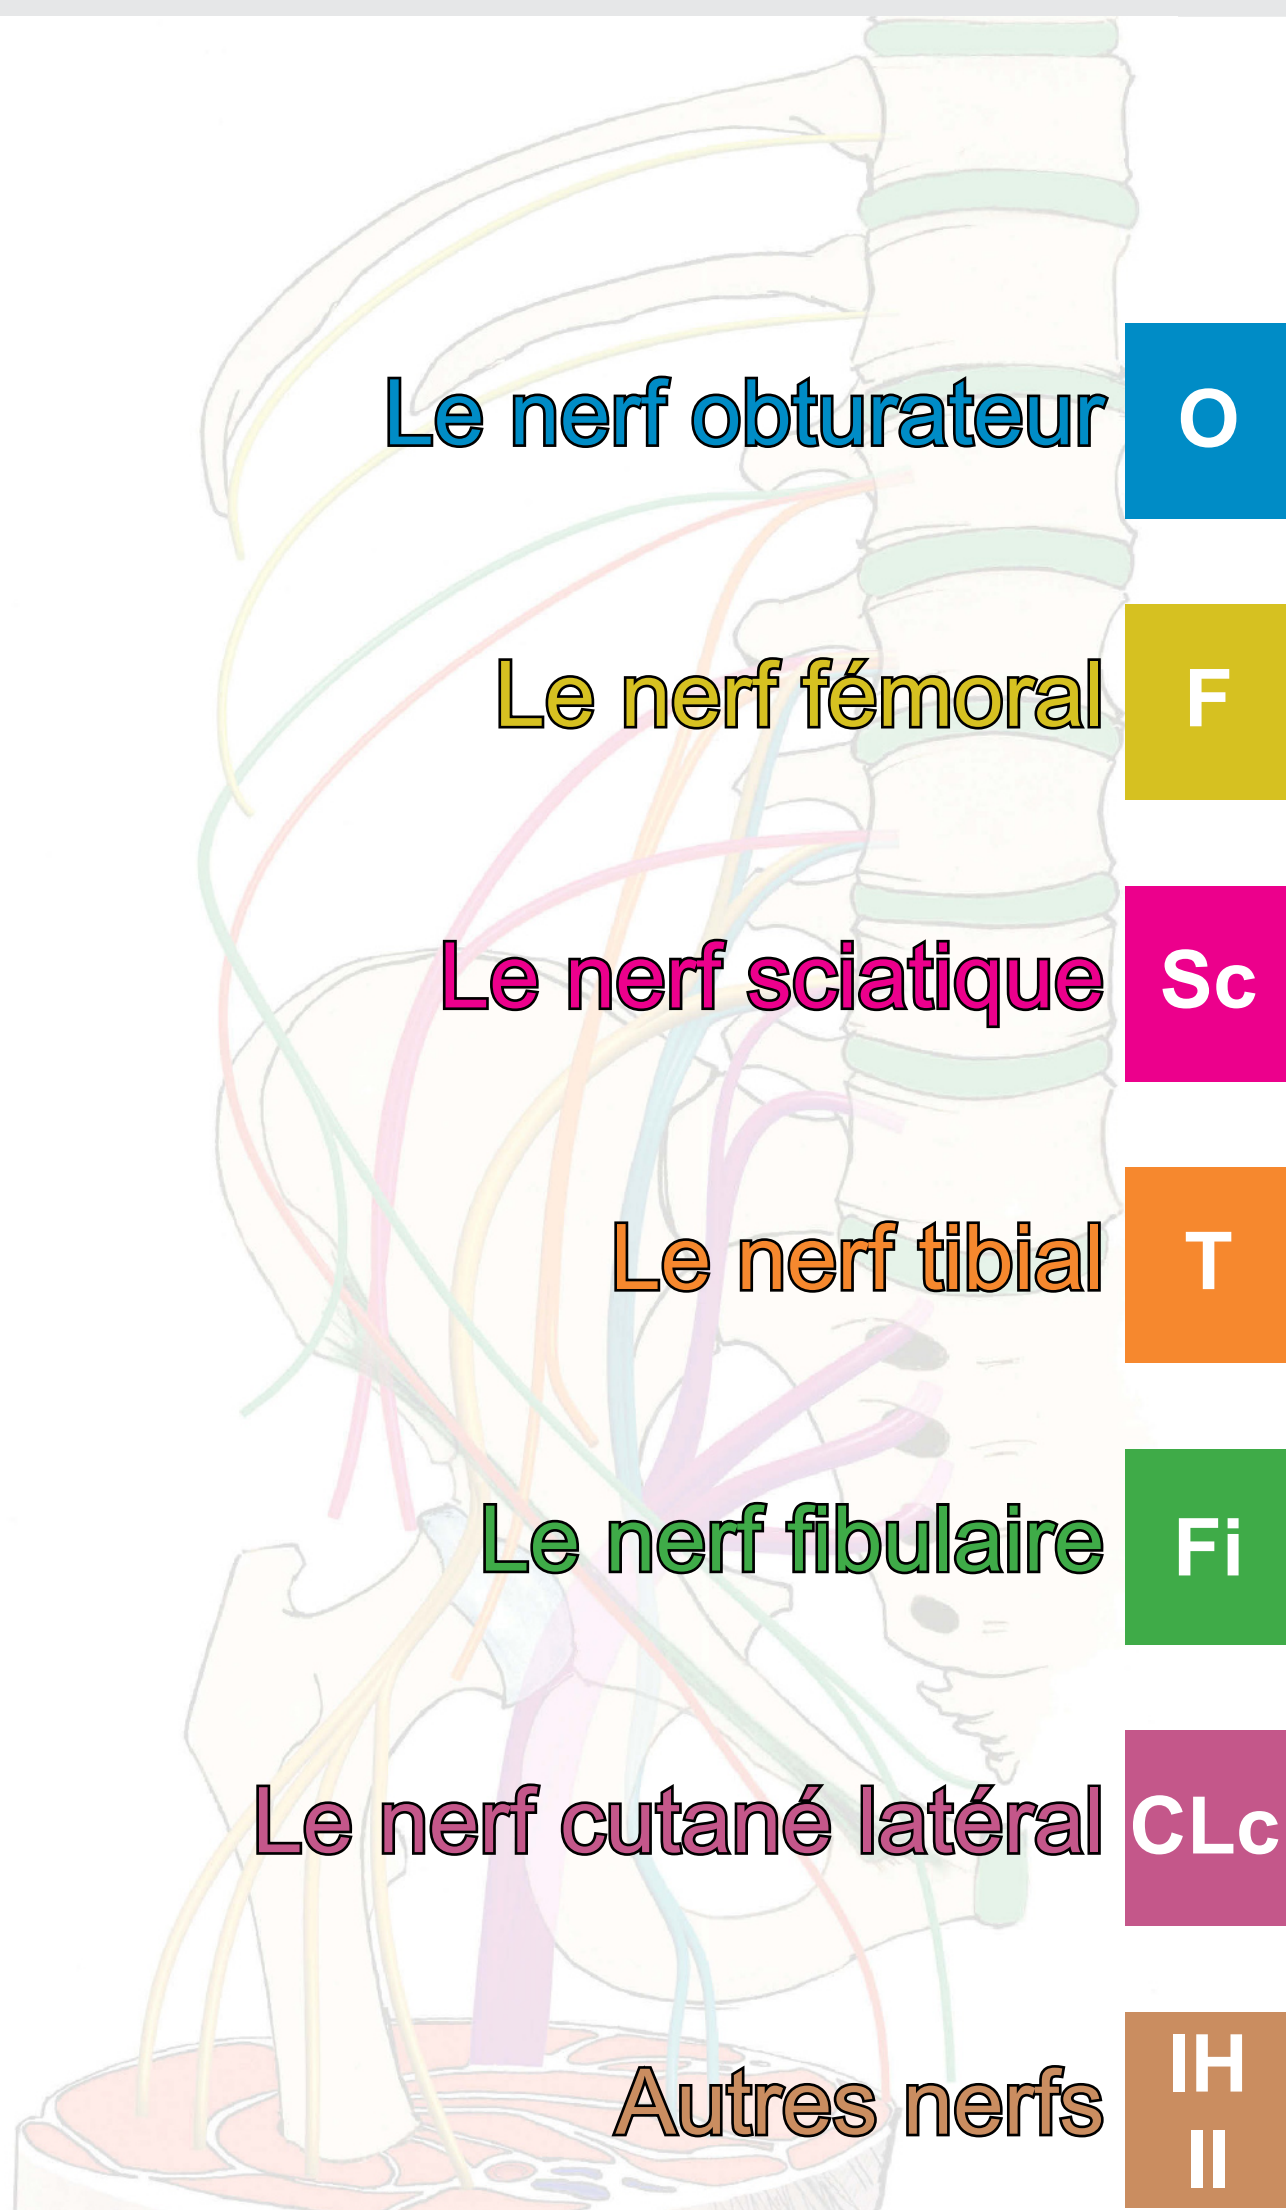 Le nerf obturateur O
Le nerf fémoral F
Le nerf sciatique Sc
Le nerf tibial T
Le nerf fibulaire Fi
Le nerf cutané latéral CLc
Autres nerfs IH
II